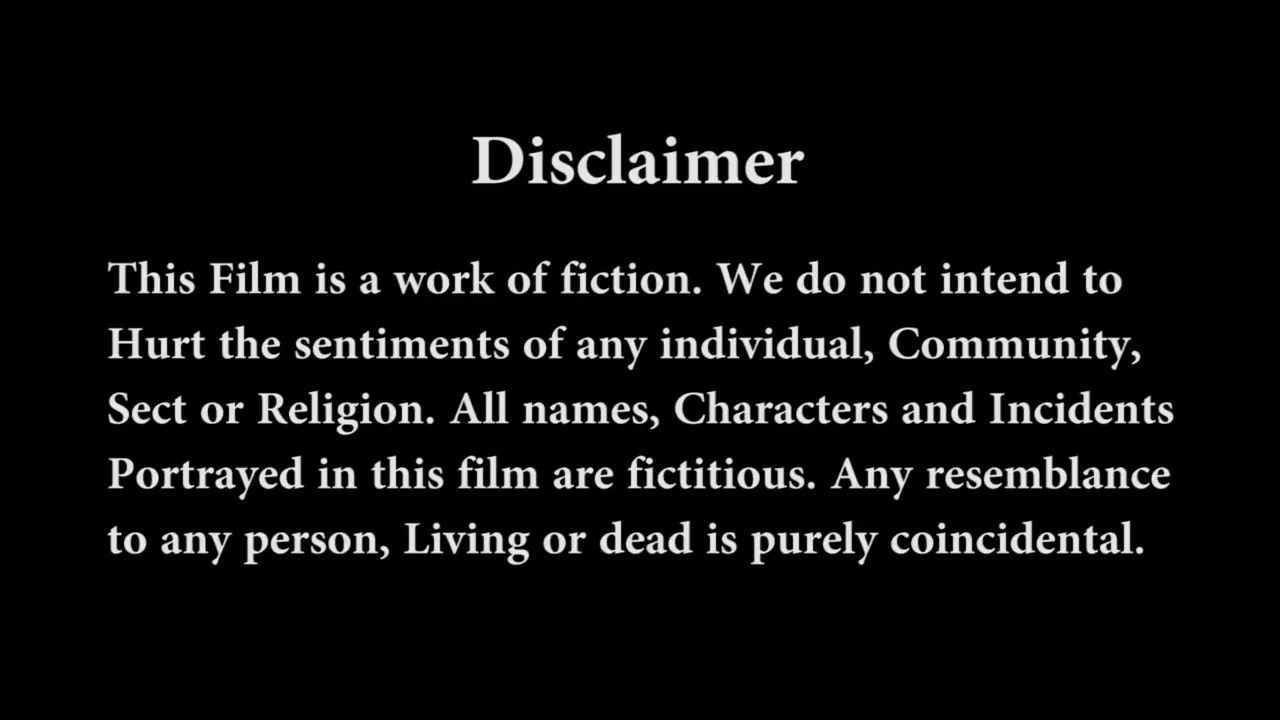 Disclaimer
This Film is a work of fiction. We do not intend to
Hurt the sentiments of any individual, Community,
Sect or Religion. All names, Characters and Incidents
Portrayed in this film are fictitious. Any resemblance
to any person, Living or dead is purely coincidental.